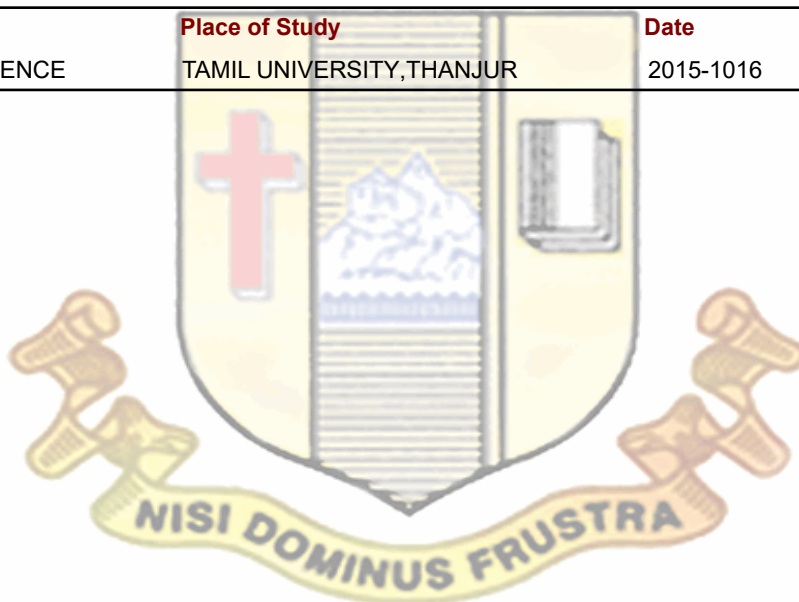 Place of Study Date
ENCE TAMIL UNIVERSITY,THANJUR 2015-1016
NISI DOMINUS FRUSTRA